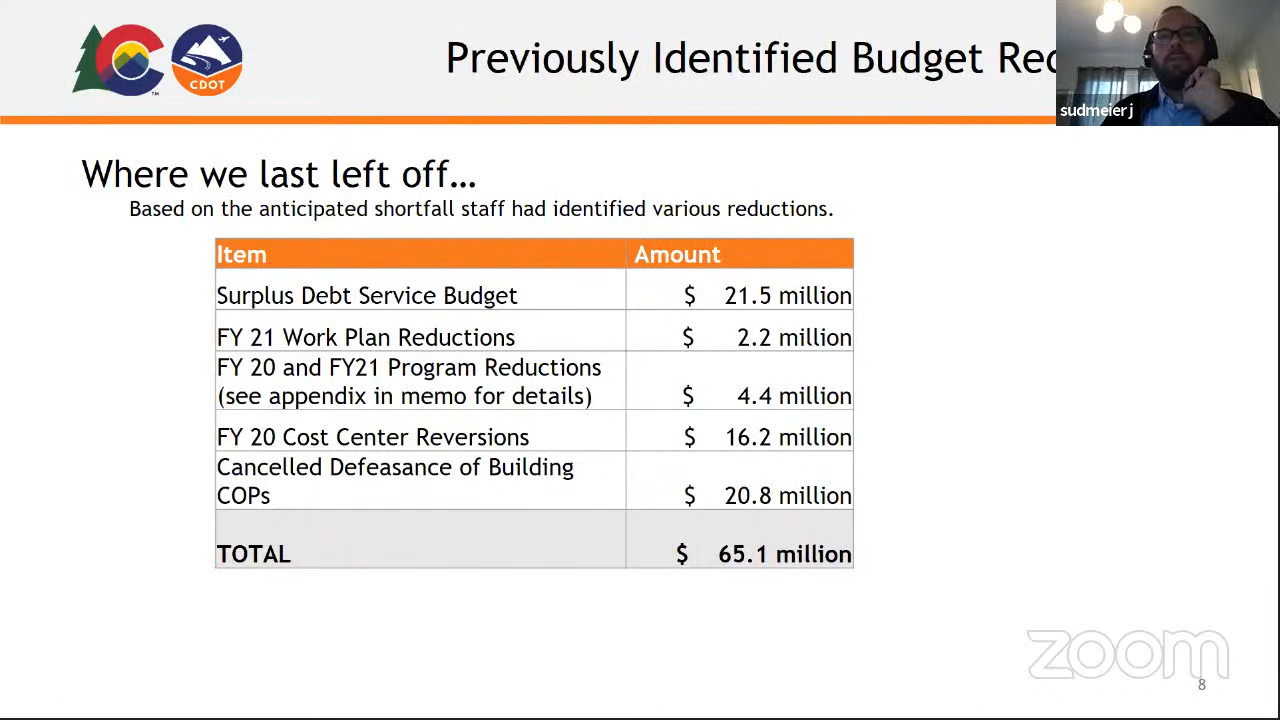 Previously Identified Budget Rec
CDOT
TM
sudmeierj
Where we last left off…
Based on the anticipated shortfall staff had identified various reductions.
Item Amount
Surplus Debt Service Budget $ 21.5 million
FY 21 Work Plan Reductions $ 2.2 million
FY 20 and FY21 Program Reductions
(see appendix in memo for details) $ 4.4 million
FY 20 Cost Center Reversions $ 16.2 million
Cancelled Defeasance of Building
COPs $ 20.8 million
TOTAL $ 65.1 million
zoom
8